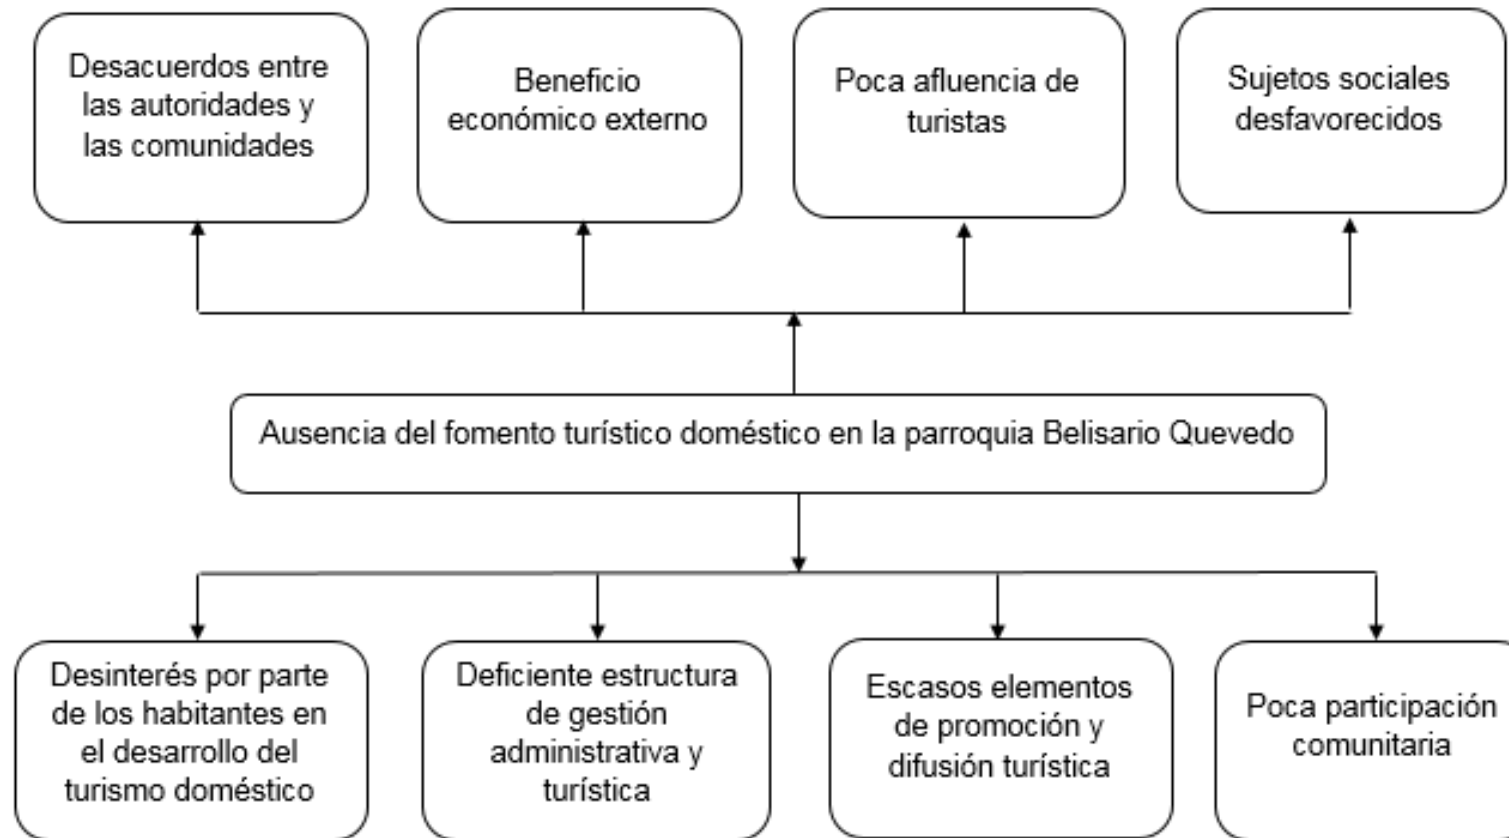 Desacuerdos entre
las autoridades y
las comunidades
Beneficio
económico externo
Poca afluencia de
turistas
Sujetos sociales
desfavorecidos
Ausencia del fomento turístico doméstico en la parroquia Belisario Quevedo
Desinterés por parte
de los habitantes en
el desarrollo del
turismo doméstico
Deficiente estructura
de gestión
administrativa y
turística
Escasos elementos
de promoción y
difusión turística
Poca participación
comunitaria